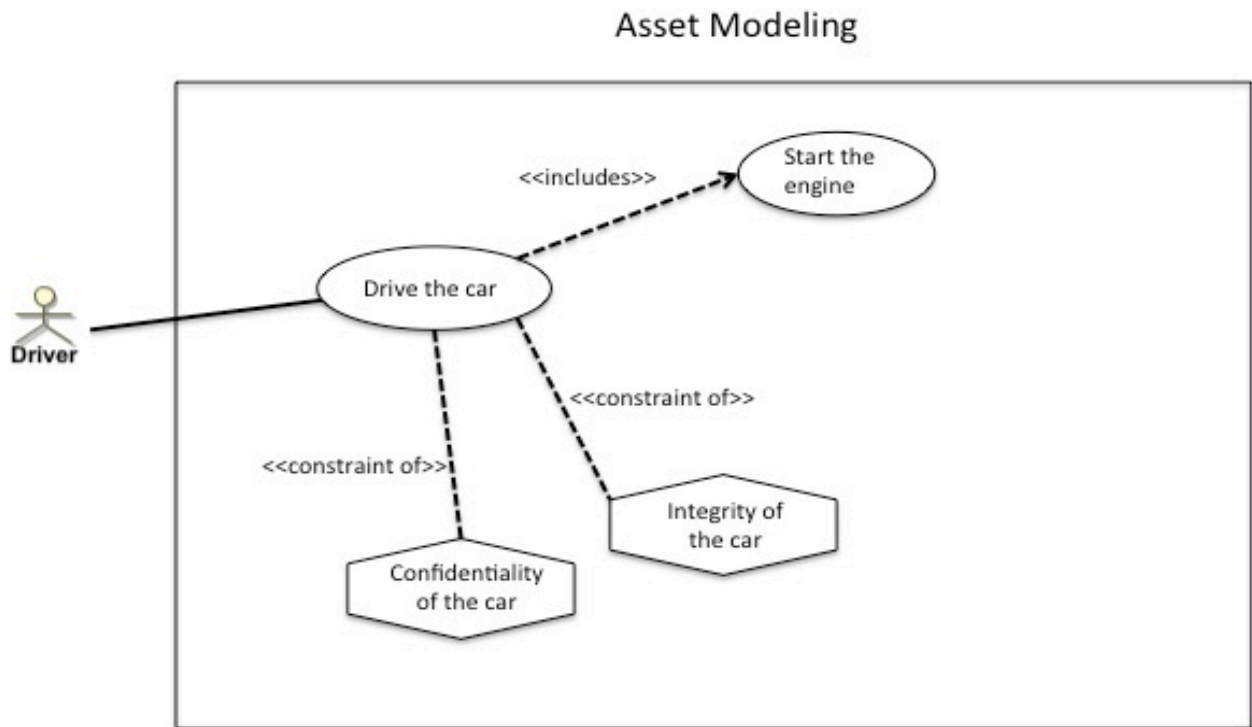 Asset Modeling
Start the
engine
<<includes>>
Drive the car
Driver
<<constraint of>>
<<constraint of>>
Integrity of
the car
Confidentiality
of the car